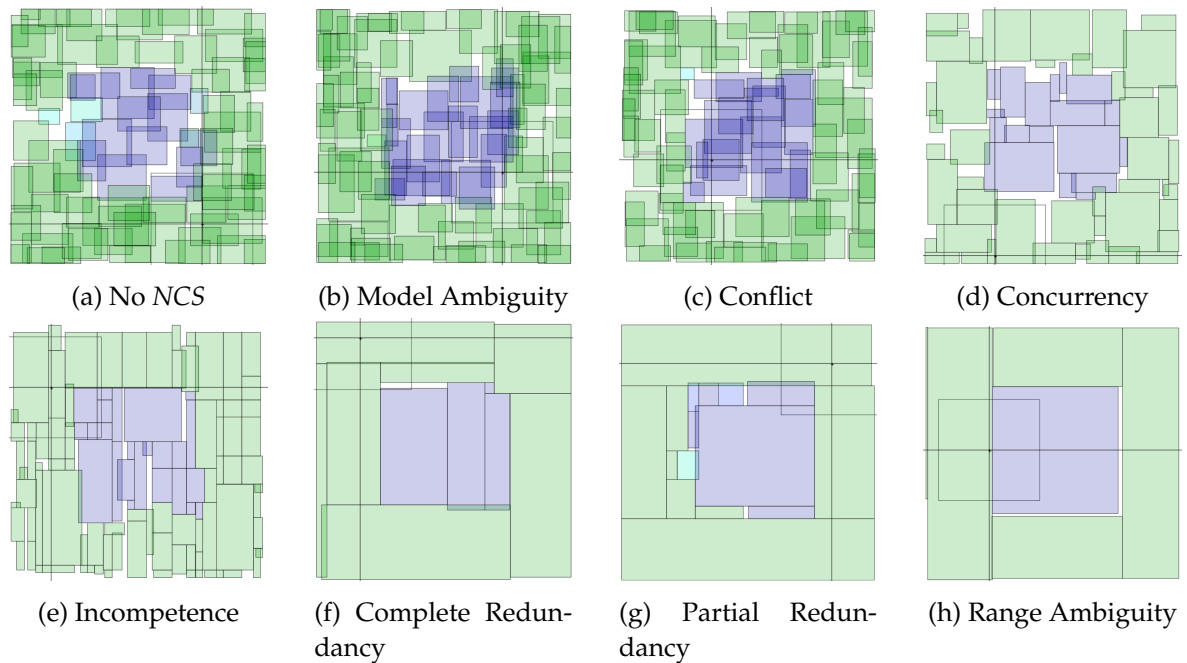 (a) No NCS
(b) Model Ambiguity
(c) Conflict
(d) Concurrency
(e) Incompetence
(f) Complete Redun-
dancy
(g) Partial Redun-
dancy
(h) Range Ambiguity